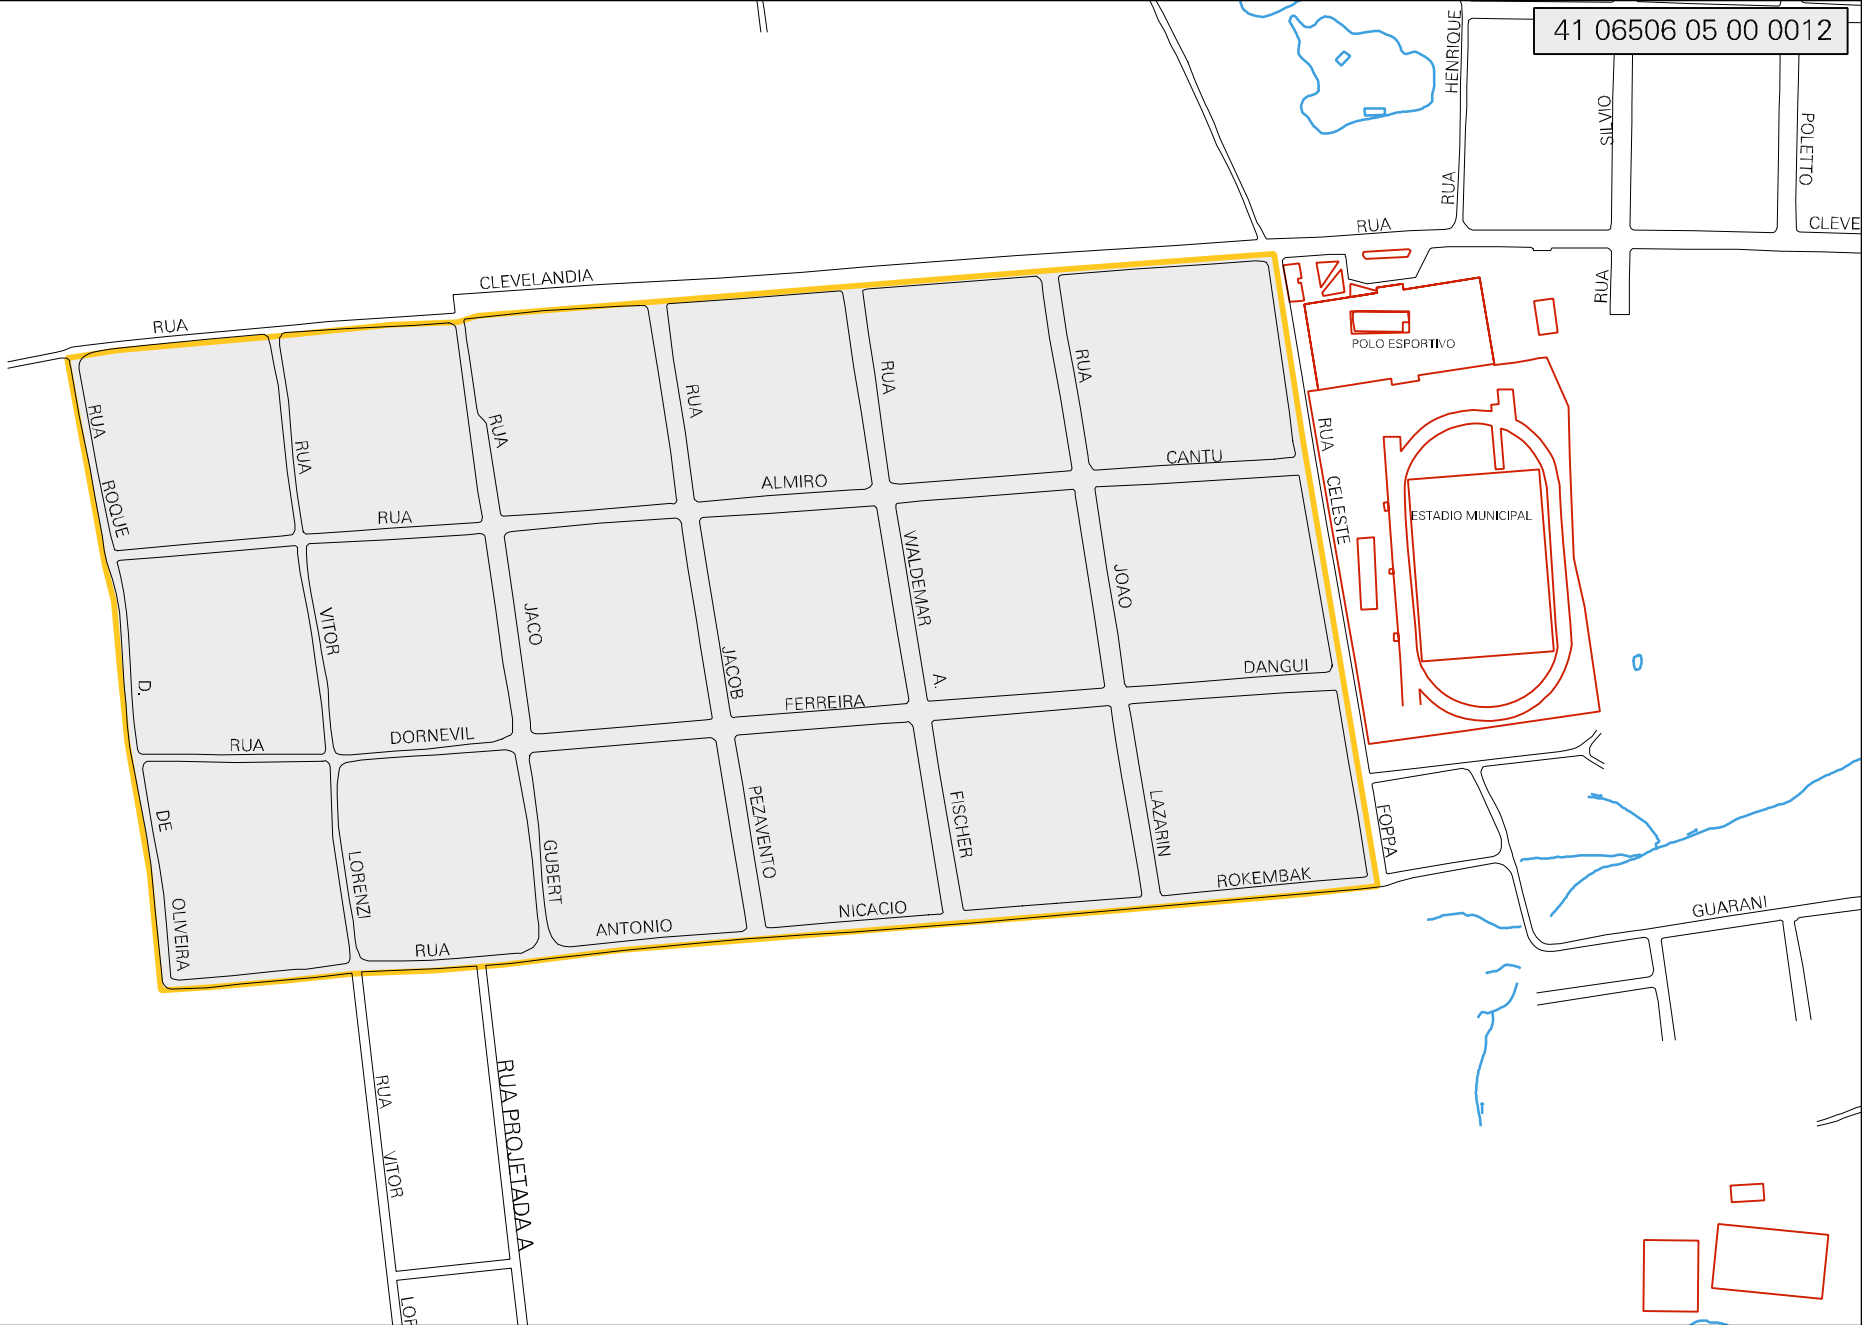 41 06506 05 00 0012
RUA HENRIQUE
SILVIO
RUA
POLETTO
RUA
CLEVE
RUA
CLEVELANDIA
POLO ESPORTIVO
ESTADIO MUNICIPAL
RUA
ALMIRO
CANTU
RUA
DORNEVIL
FERREIRA
DANGUI
RUA
ANTONIO
NICACIO
ROKEMBAK
RUA
ROQUE
D.
DE
OLIVEIRA
RUA
VITOR
LORENZI
RUA
JACO
GUBERT
RUA
JACOB
PEZAVENTO
RUA
WALDEMAR
A.
FISCHER
RUA
JOAO
LAZARIN
RUA
CELESTE
FOPPA
GUARANI
RUA
VITOR
LOR
RUA PROJETADA A